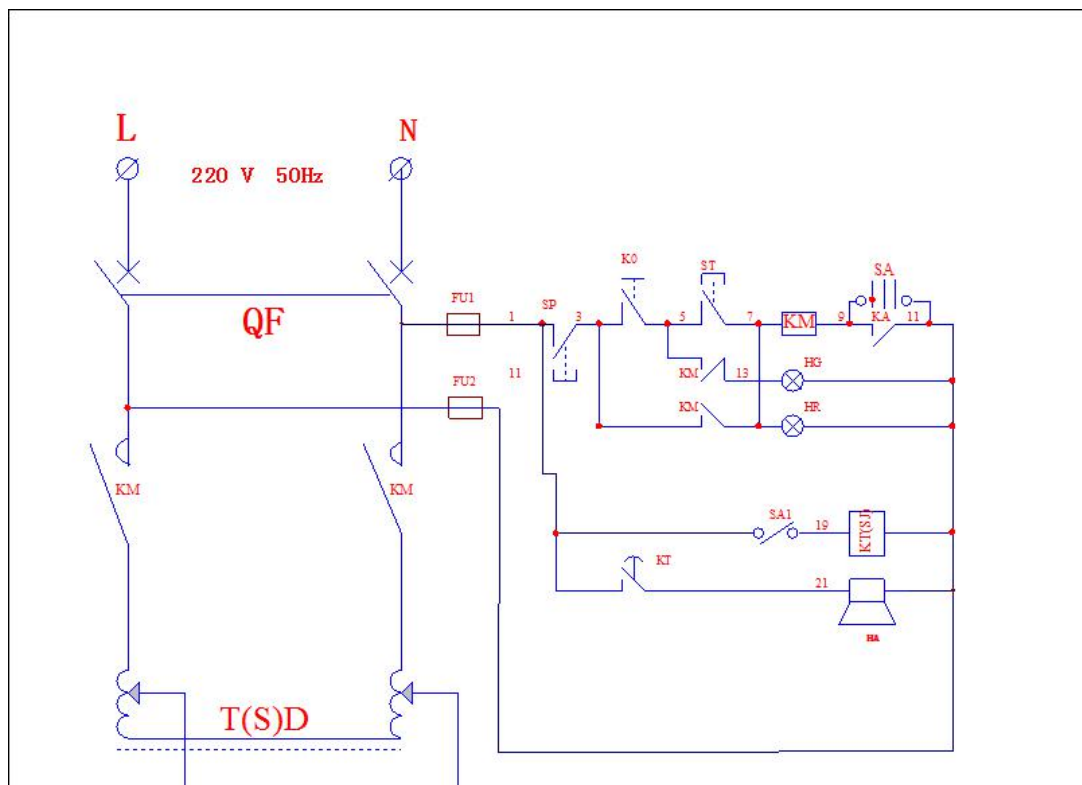 L
N
220 V 50Hz
QF
FU1
1
SP
3
K0
5
ST
7
KM
9
SA
KA
11
11
FU2
KM
13
HG
KM
HR
KM
KM
SA1
19
KT(SJ)
KT
21
HA
T(S)D